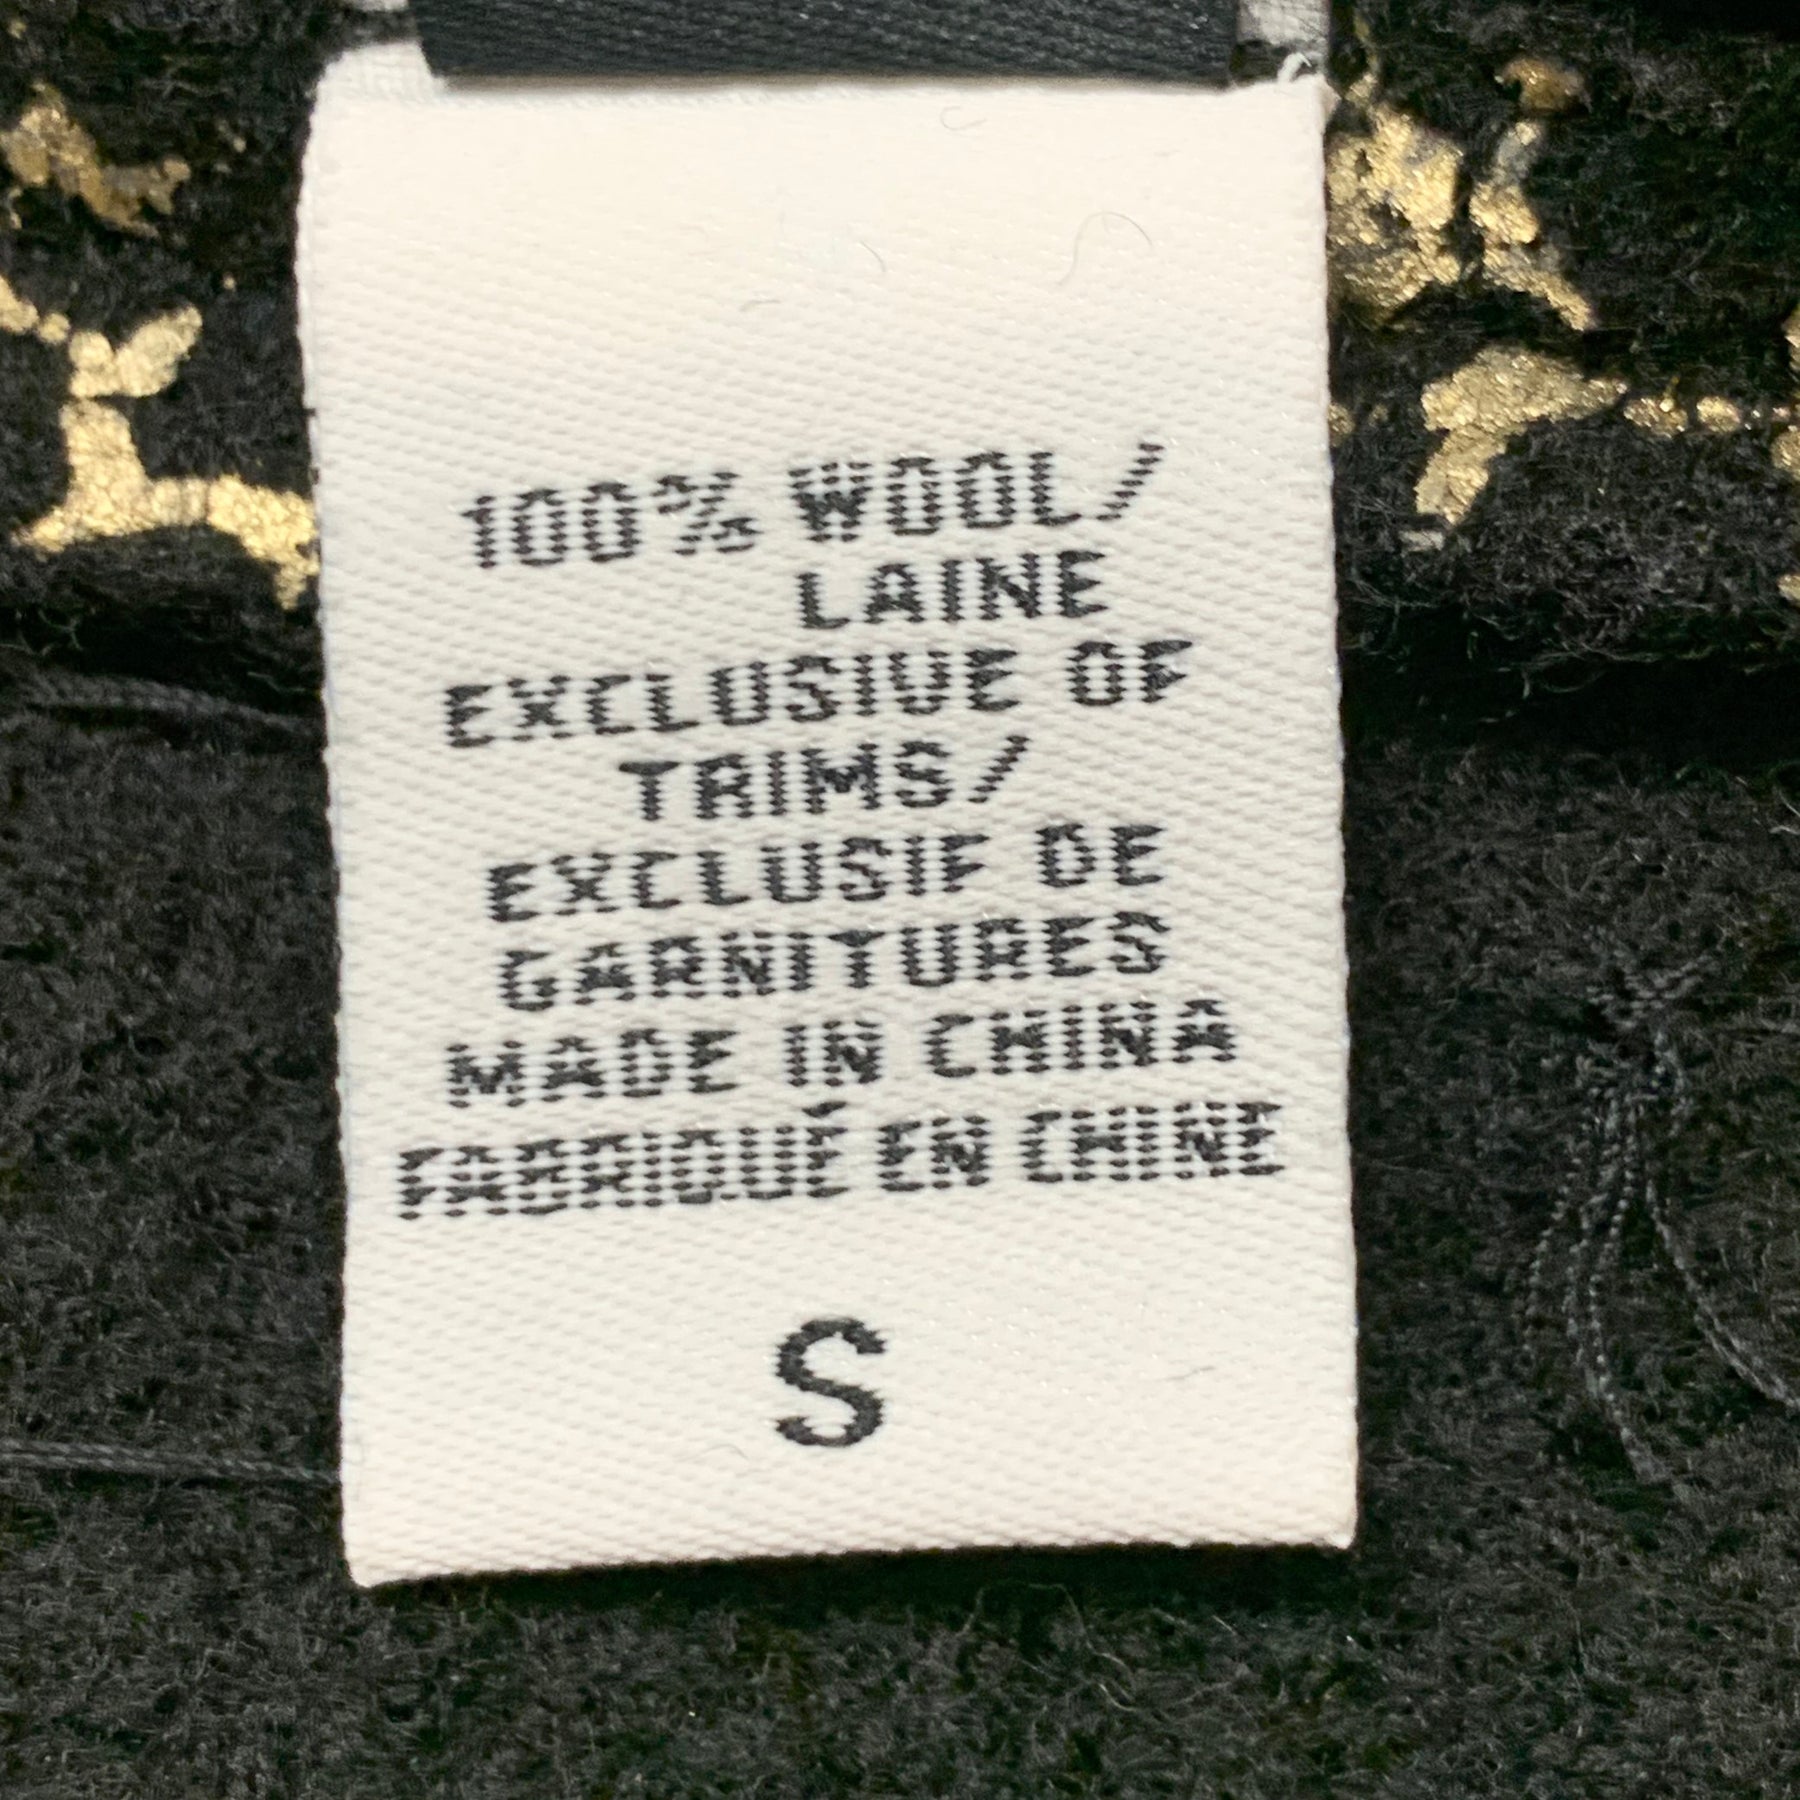 100% WOOL/
LAINE
EXCLUSIVE OF
TRIMS/
EXCLUSIF DE
GARNITURES
MADE IN CHINA
FABRIQUÉ EN CHINE
S